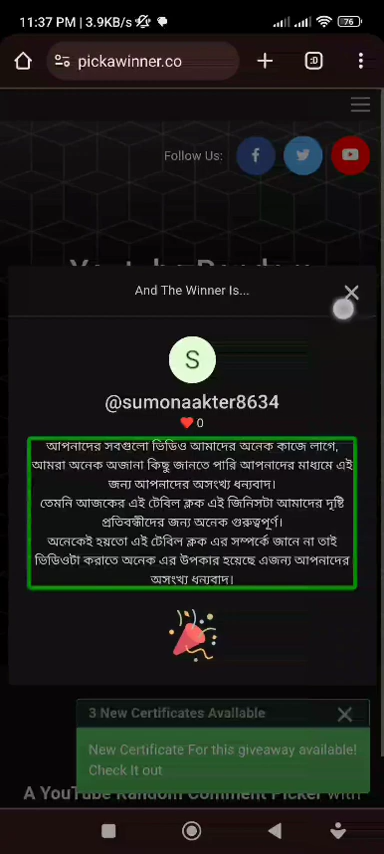 11:37 PM | 3.9KB/s
76
pickawinner.co
:D
Follow Us:
And The Winner Is...
S
@sumonaakter8634
0
আপনাদের সবগুলো ভিডিও আমাদের অনেক কাজে লাগে,
আমরা অনেক অজানা কিছু জানতে পারি আপনাদের মাধ্যমে এই
জন্য আপনাদের অসংখ্য ধন্যবাদ।
তেমনি আজকের এই টেবিল ক্লক এই জিনিসটা আমাদের দৃষ্টি
প্রতিবন্ধীদের জন্য অনেক গুরুত্বপূর্ণ।
অনেকেই হয়তো এই টেবিল ক্লক এর সম্পর্কে জানে না তাই
ভিডিওটা করাতে অনেক এর উপকার হয়েছে এজন্য আপনাদের
অসংখ্য ধন্যবাদ।
3 New Certificates Available
New Certificate For this giveaway available!
Check It out
A YouTube Random Comment Picker with